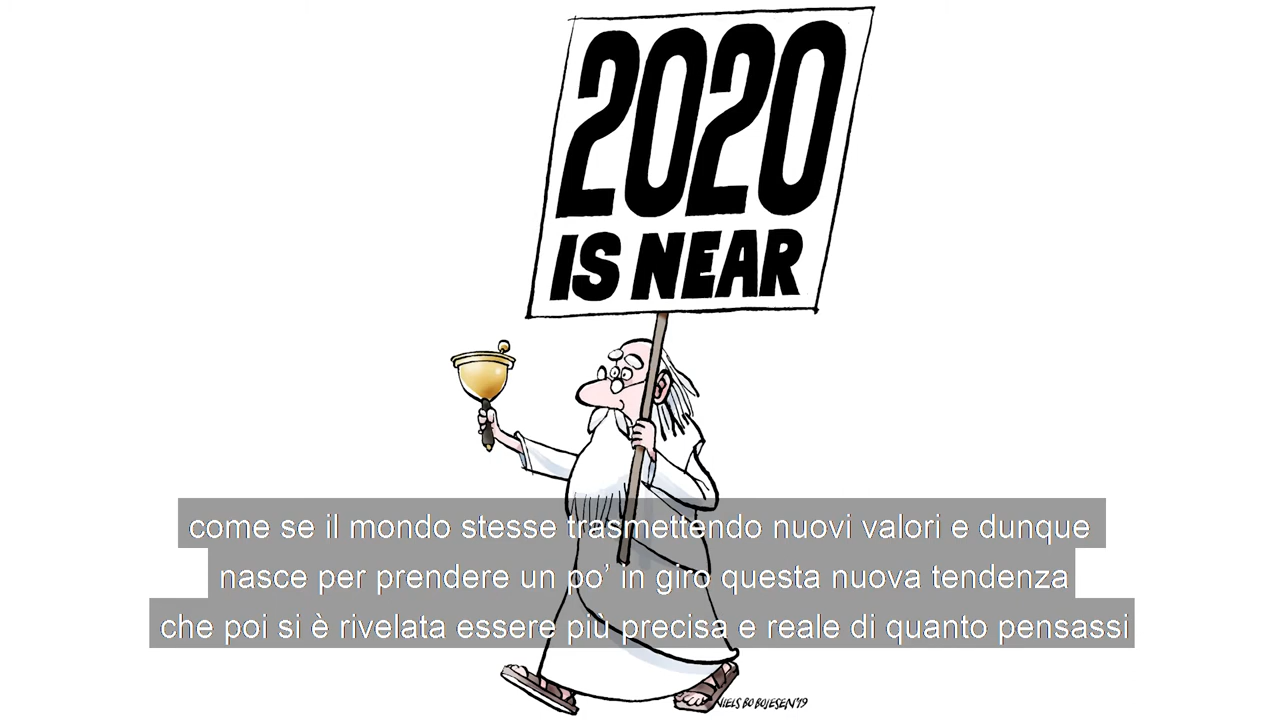 2020
IS NEAR
come se il mondo stesse trasmettendo nuovi valori e dunque
nasce per prendere un po’ in giro questa nuova tendenza
che poi si è rivelata essere più precisa e reale di quanto pensassi
NIELS BO BOJESEN '19